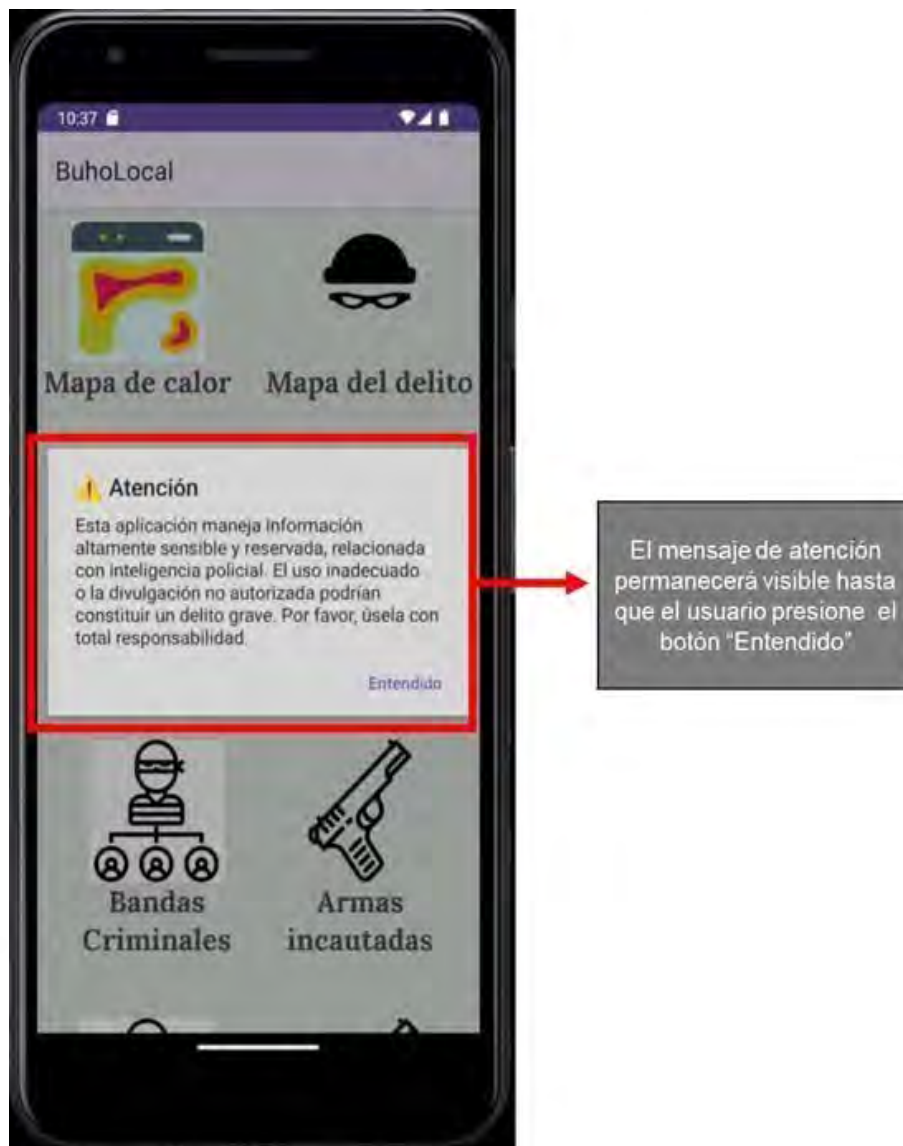 10:37
BuhoLocal
Mapa de calor
Mapa del delito
⚠️ Atención
Esta aplicación maneja información
altamente sensible y reservada, relacionada
con inteligencia policial. El uso inadecuado
o la divulgación no autorizada podrían
constituir un delito grave. Por favor, úsela con
total responsabilidad.
Entendido
El mensaje de atención
permanecerá visible hasta
que el usuario presione el
botón “Entendido”
Bandas
Criminales
Armas
incautadas